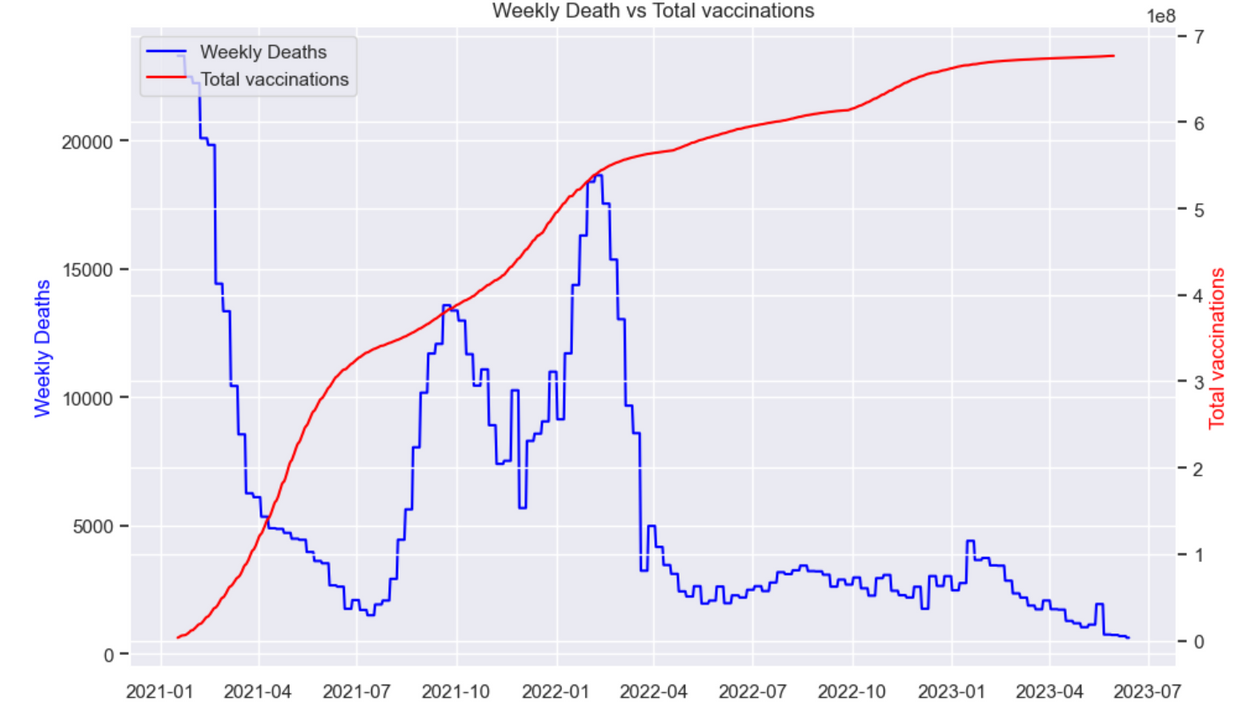 Weekly Death vs Total vaccinations
1e8
Weekly Deaths
Total vaccinations
20000
15000
10000
5000
0
Weekly Deaths
7
6
5
4
3
2
1
0
Total vaccinations
2021-01 2021-04 2021-07 2021-10 2022-01 2022-04 2022-07 2022-10 2023-01 2023-04 2023-07